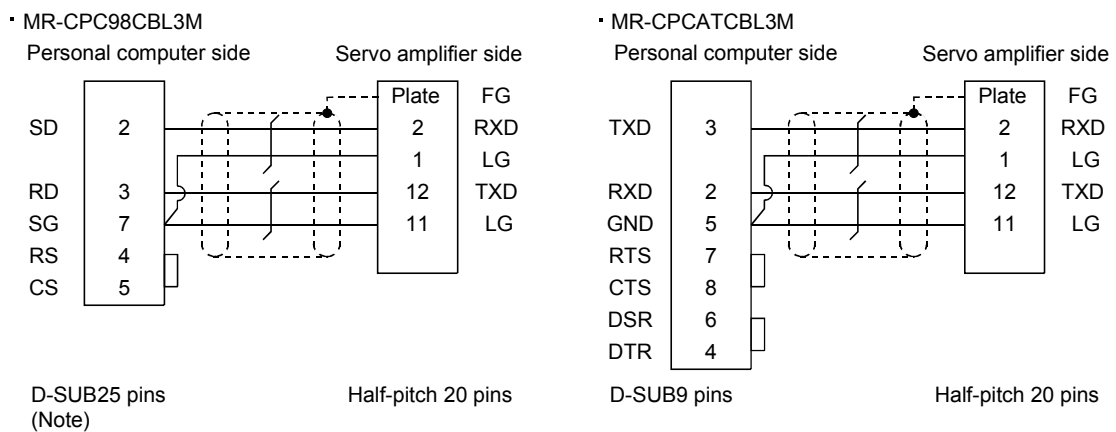 · MR-CPC98CBL3M
Personal computer side Servo amplifier side
Plate FG
SD 2 2 RXD
1 LG
RD 3 12 TXD
SG 7 11 LG
RS 4
CS 5
D-SUB25 pins Half-pitch 20 pins
(Note)
· MR-CPCATCBL3M
Personal computer side Servo amplifier side
Plate FG
TXD 3 2 RXD
1 LG
RXD 2 12 TXD
GND 5 11 LG
RTS 7
CTS 8
DSR 6
DTR 4
D-SUB9 pins Half-pitch 20 pins